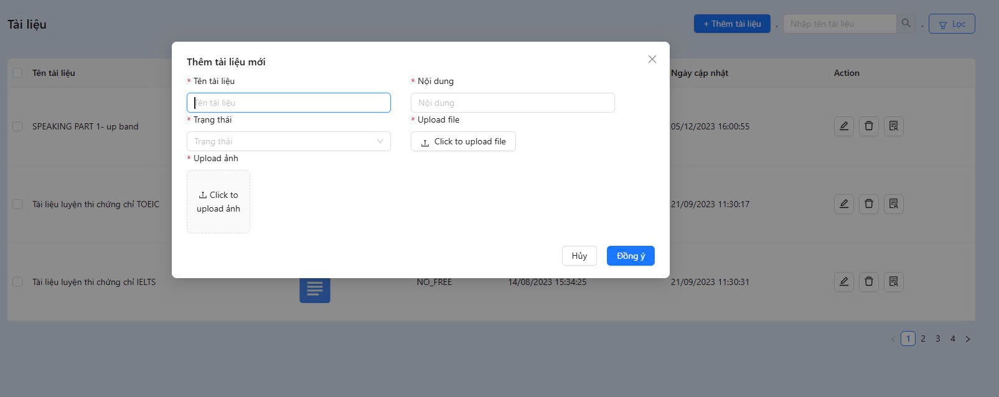 Tài liệu
+ Thêm tài liệu , Nhập tên tài liệu , Lọc
Thêm tài liệu mới
* Tên tài liệu * Nội dung
Tên tài liệu Nội dung
* Trạng thái * Upload file
Trạng thái Click to upload file
* Upload ảnh
Click to
upload ảnh
Hủy Đồng ý
Tên tài liệu Ngày cập nhật Action
SPEAKING PART 1- up band 05/12/2023 16:00:55
Tài liệu luyện thi chứng chỉ TOEIC 21/09/2023 11:30:17
Tài liệu luyện thi chứng chỉ IELTS NO_FREE 14/08/2023 15:34:25 21/09/2023 11:30:31
< 1 2 3 4 >